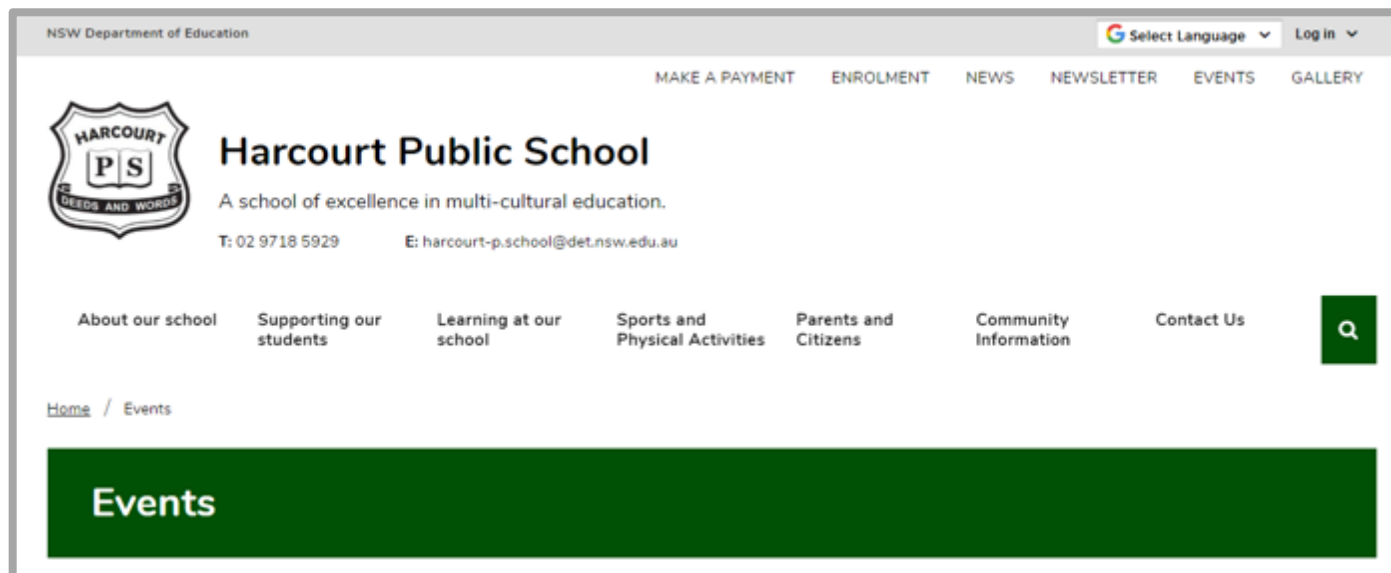 NSW Department of Education
Select Language
Log in
MAKE A PAYMENT ENROLMENT NEWS NEWSLETTER EVENTS GALLERY
HARCOURT
P S
DEEDS AND WORDS
Harcourt Public School
A school of excellence in multi-cultural education.
T: 02 9718 5929 E: harcourt-p.school@det.nsw.edu.au
About our school
Supporting our
students
Learning at our
school
Sports and
Physical Activities
Parents and
Citizens
Community
Information
Contact Us
Home / Events
Events